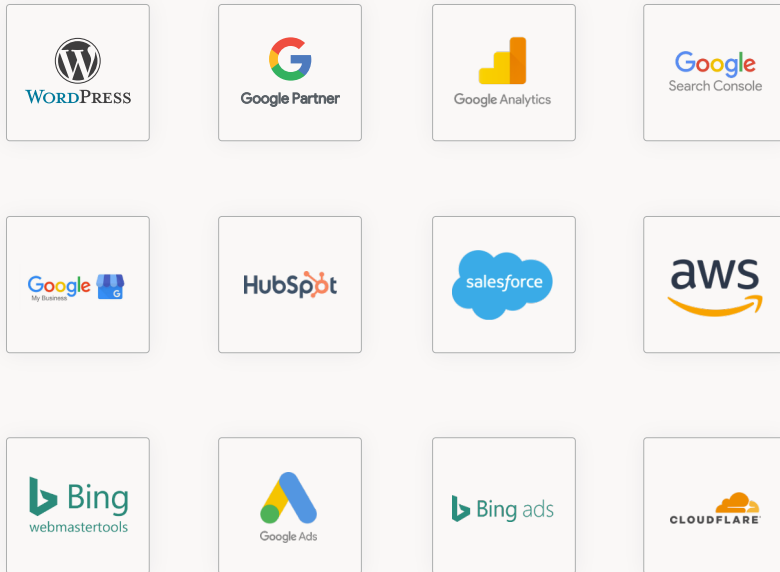 WORDPRESS
Google Partner
Google Analytics
Google
Search Console
Google
My Business
G
HubSpot
salesforce
aws
Bing
webmastertools
Google Ads
Bing ads
CLOUDFLARE